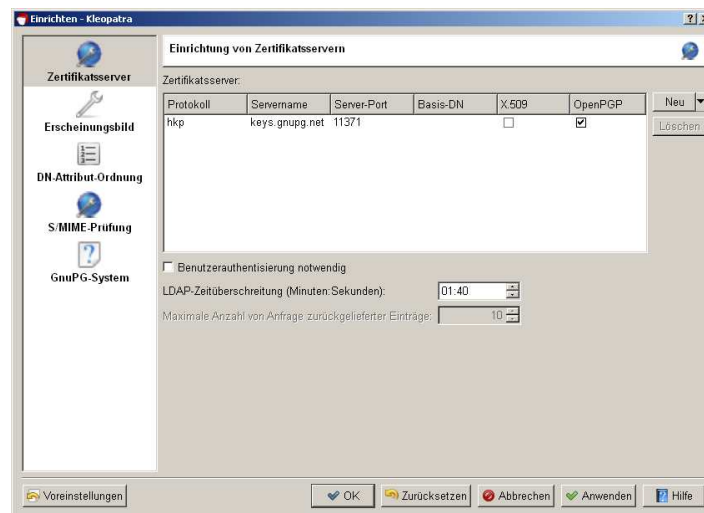 Einrichten - Kleopatra
Zertifikatsserver
Erscheinungsbild
DN-Attribut-Ordnung
S/MIME-Prüfung
GnuPG-System
Einrichtung von Zertifikatsservern
Zertifikatsserver:
Protokoll Servername Server-Port Basis-DN X.509 OpenPGP
hkp keys.gnupg.net 11371
Neu
Löschen
Benutzerauthentisierung notwendig
LDAP-Zeitüberschreitung (Minuten:Sekunden): 01:40
Maximale Anzahl von Anfrage zurückgelieferter Einträge: 10
Voreinstellungen OK Zurücksetzen Abbrechen Anwenden Hilfe